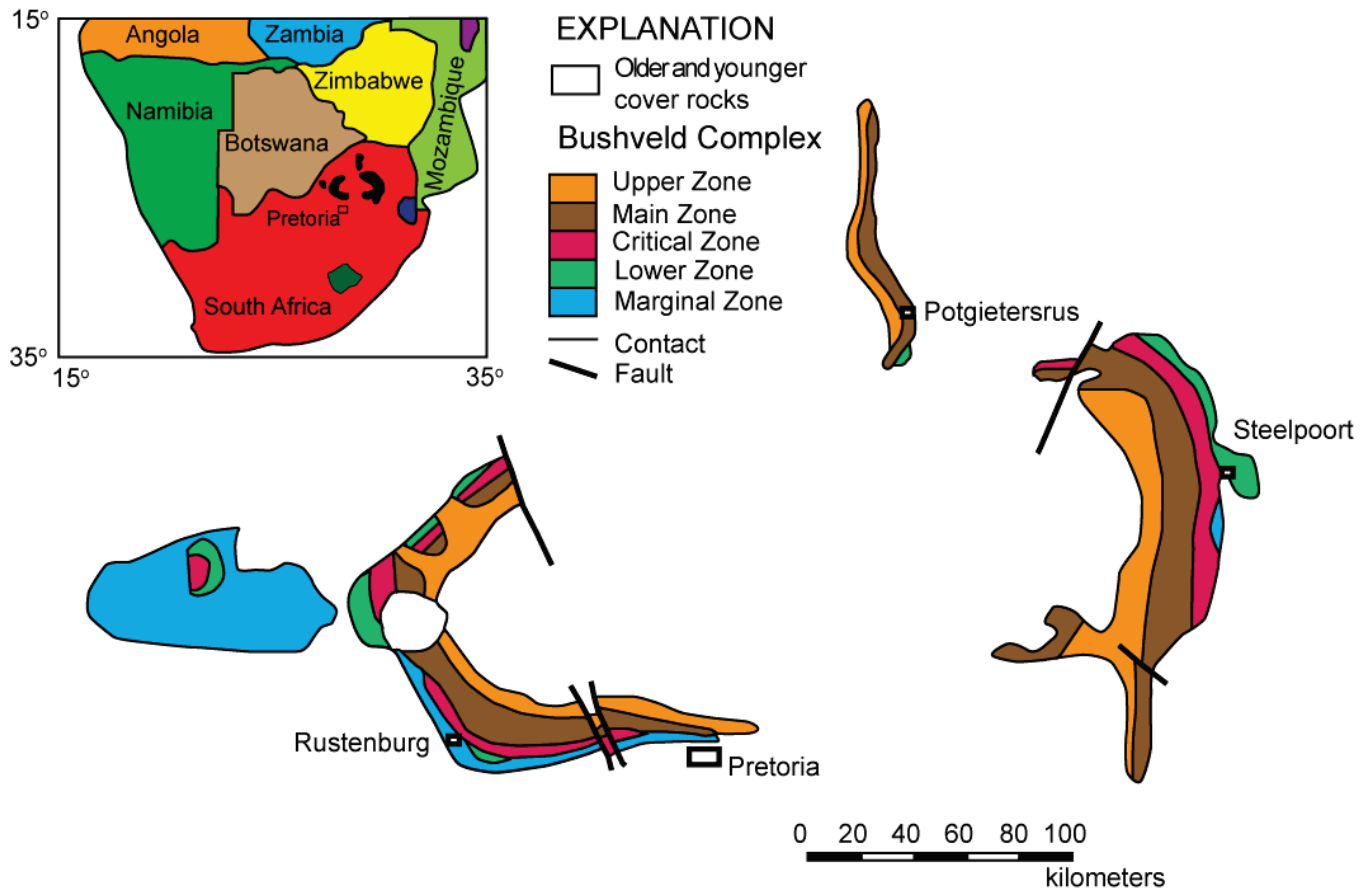 15°
35°
15°
35°
Angola
Zambia
Zimbabwe
Namibia
Botswana
Mozambique
Pretoria
South Africa
EXPLANATION
Older and younger
cover rocks
Bushveld Complex
Upper Zone
Main Zone
Critical Zone
Lower Zone
Marginal Zone
Contact
Fault
Potgietersrus
Steelpoort
Rustenburg
Pretoria
0 20 40 60 80 100
kilometers